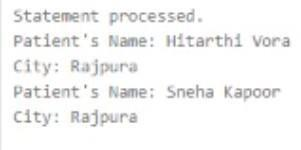 Statement processed.
Patient's Name: Hitarthi Vora
City: Rajpura
Patient's Name: Sneha Kapoor
City: Rajpura